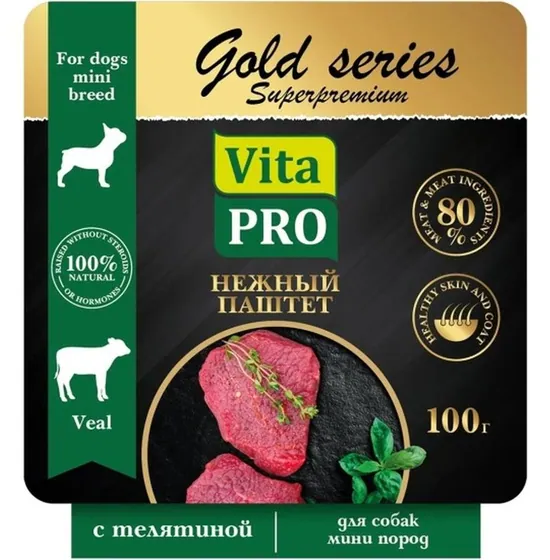 For dogs
mini
breed
Gold series
Superpremium
Vita
PRO
НЕЖНЫЙ
ПАШТЕТ
MEAT & MEAT INGREDIENTS
80
%
RAISED WITHOUT STEROIDS
100%
NATURAL
OR HORMONES
HEALTHY SKIN AND COAT
Veal
100г
с телятиной
для собак
мини пород